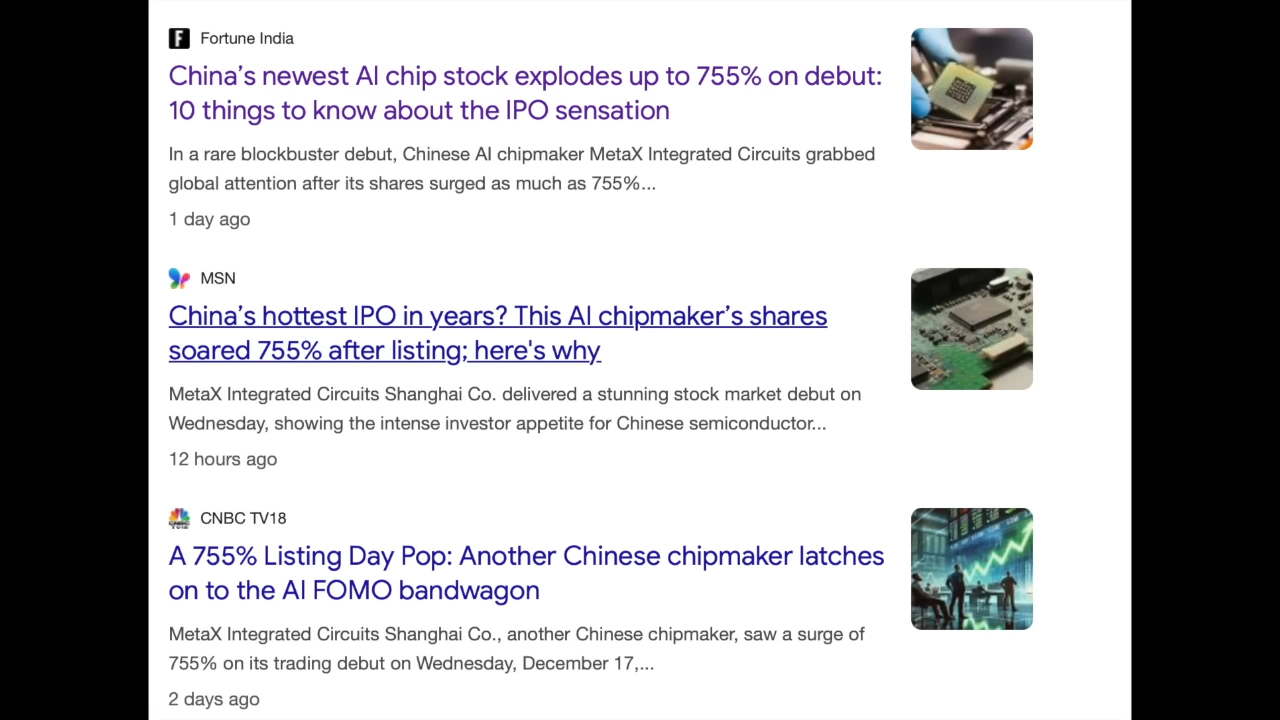 Fortune India
China’s newest AI chip stock explodes up to 755% on debut:
10 things to know about the IPO sensation
In a rare blockbuster debut, Chinese AI chipmaker MetaX Integrated Circuits grabbed
global attention after its shares surged as much as 755%...
1 day ago
MSN
China’s hottest IPO in years? This AI chipmaker’s shares
soared 755% after listing; here's why
MetaX Integrated Circuits Shanghai Co. delivered a stunning stock market debut on
Wednesday, showing the intense investor appetite for Chinese semiconductor...
12 hours ago
CNBC TV18
A 755% Listing Day Pop: Another Chinese chipmaker latches
on to the AI FOMO bandwagon
MetaX Integrated Circuits Shanghai Co., another Chinese chipmaker, saw a surge of
755% on its trading debut on Wednesday, December 17,...
2 days ago